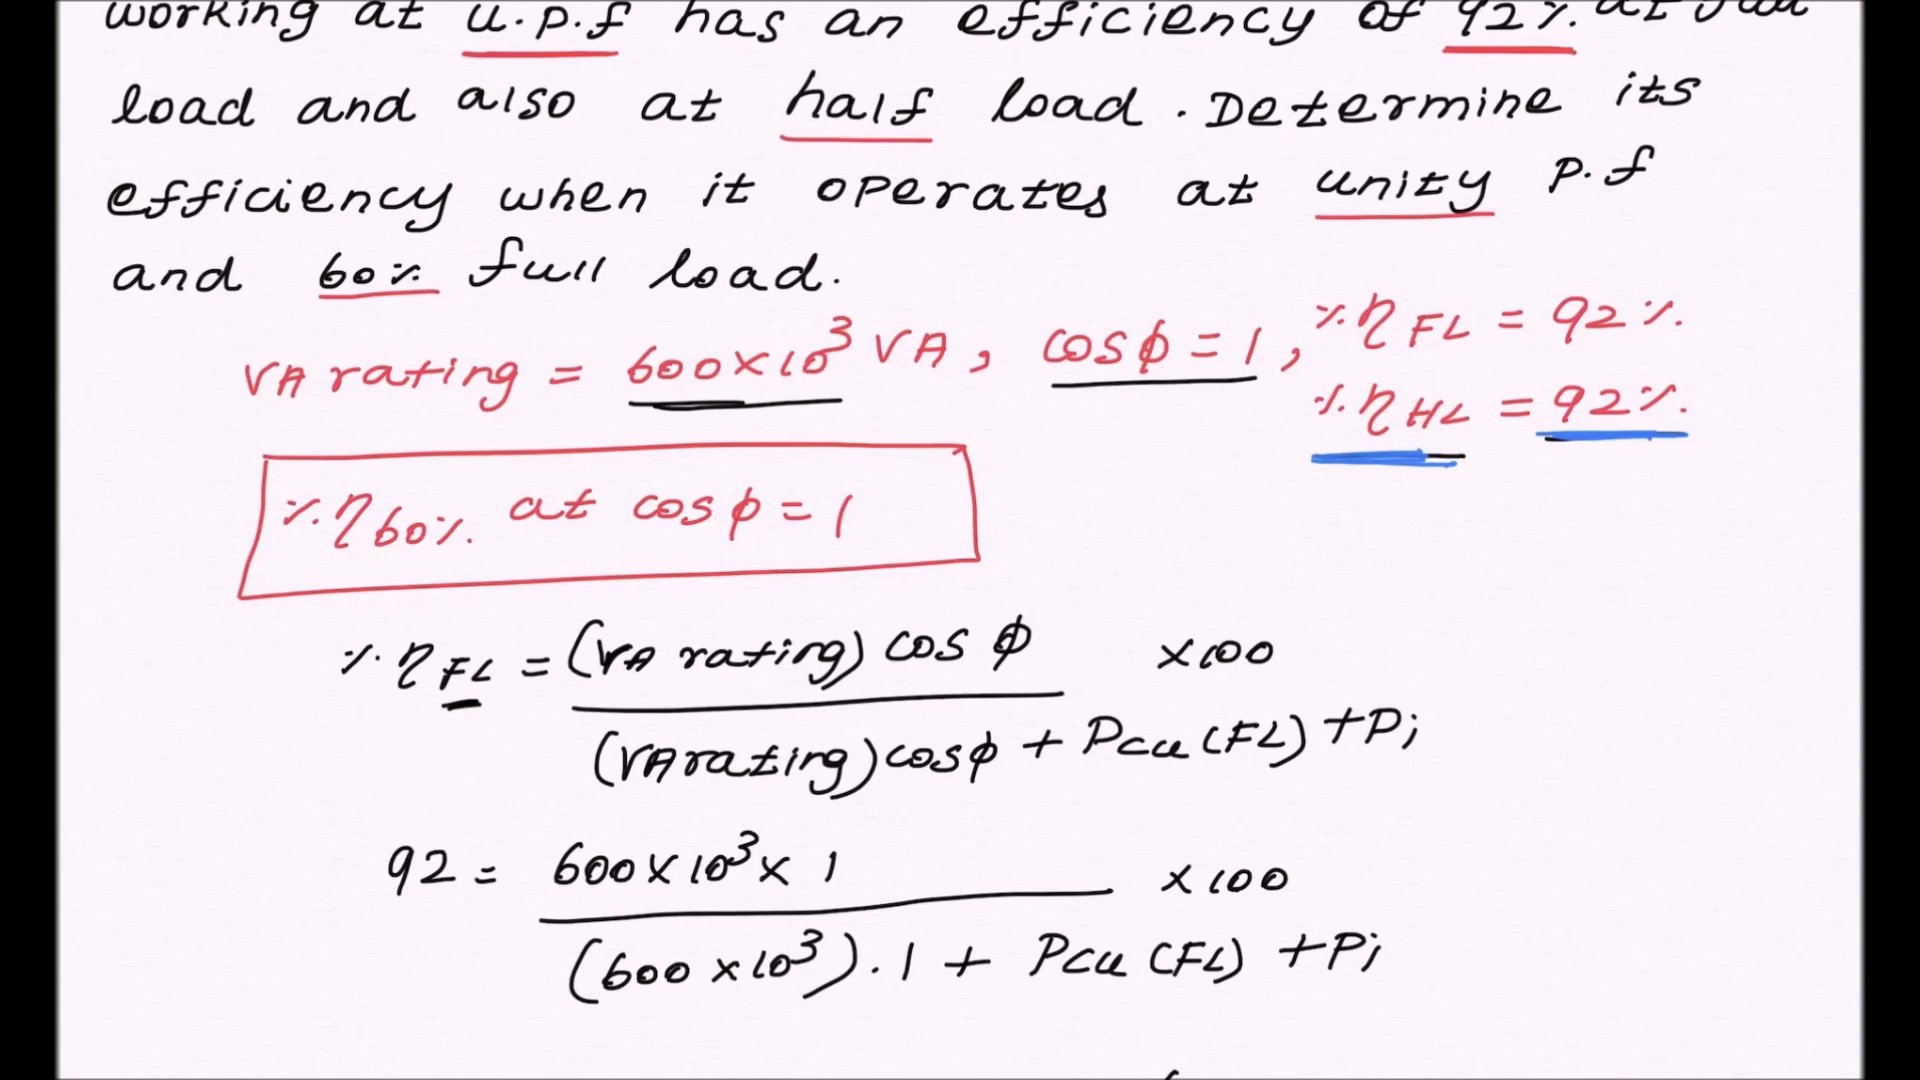 working at u.p.f has an efficiency of 92% at full
load and also at half load. Determine its
efficiency when it operates at unity p.f
and 60% full load.
VA rating = 600×10³ VA, cosϕ = 1, %η FL = 92%.
%η HL = 92%.
%η 60% at cosϕ = 1
%η FL = (VA rating) cos ϕ ×100
(VA rating) cosϕ + Pcu (FL) + Pi
92 = 600×10³× 1 ×100
(600×10³).1 + Pcu (FL) + Pi